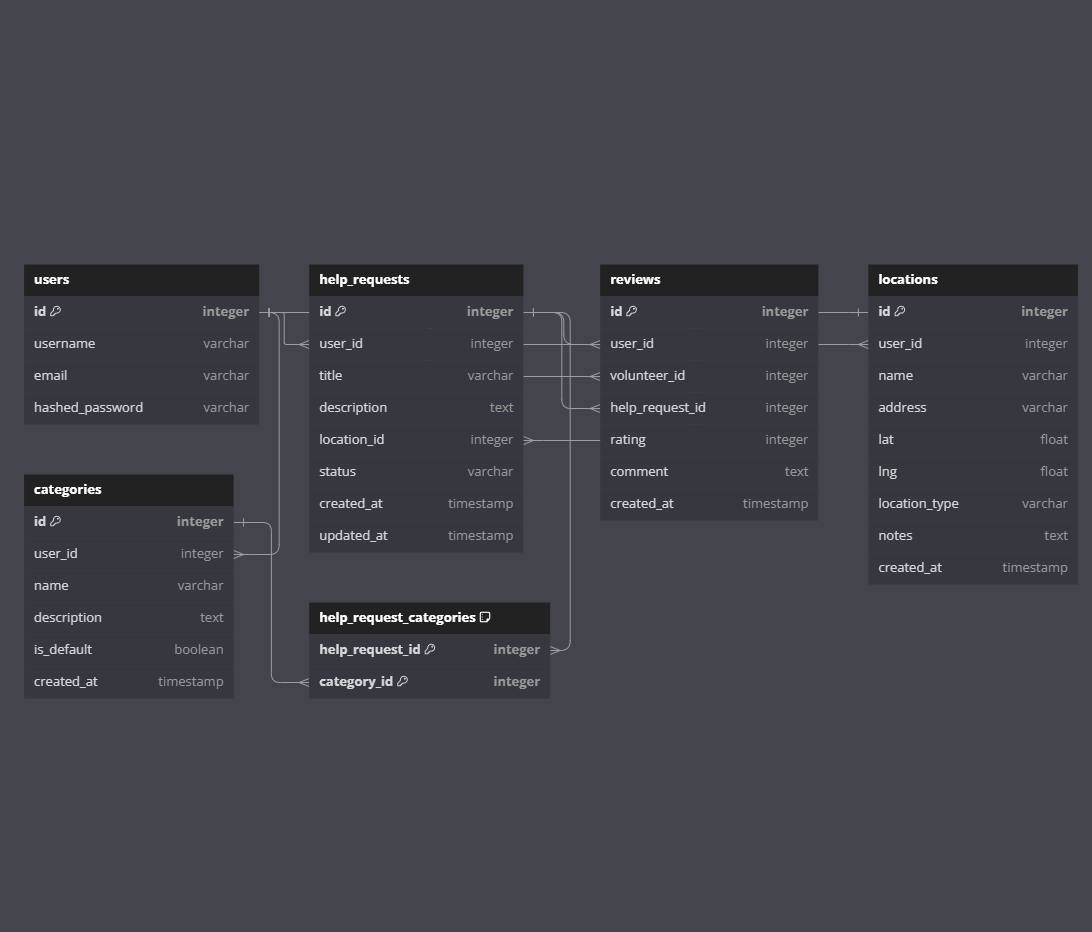 users
id integer
username varchar
email varchar
hashed_password varchar
categories
id integer
user_id integer
name varchar
description text
is_default boolean
created_at timestamp
help_requests
id integer
user_id integer
title varchar
description text
location_id integer
status varchar
created_at timestamp
updated_at timestamp
help_request_categories
help_request_id integer
category_id integer
reviews
id integer
user_id integer
volunteer_id integer
help_request_id integer
rating integer
comment text
created_at timestamp
locations
id integer
user_id integer
name varchar
address varchar
lat float
lng float
location_type varchar
notes text
created_at timestamp